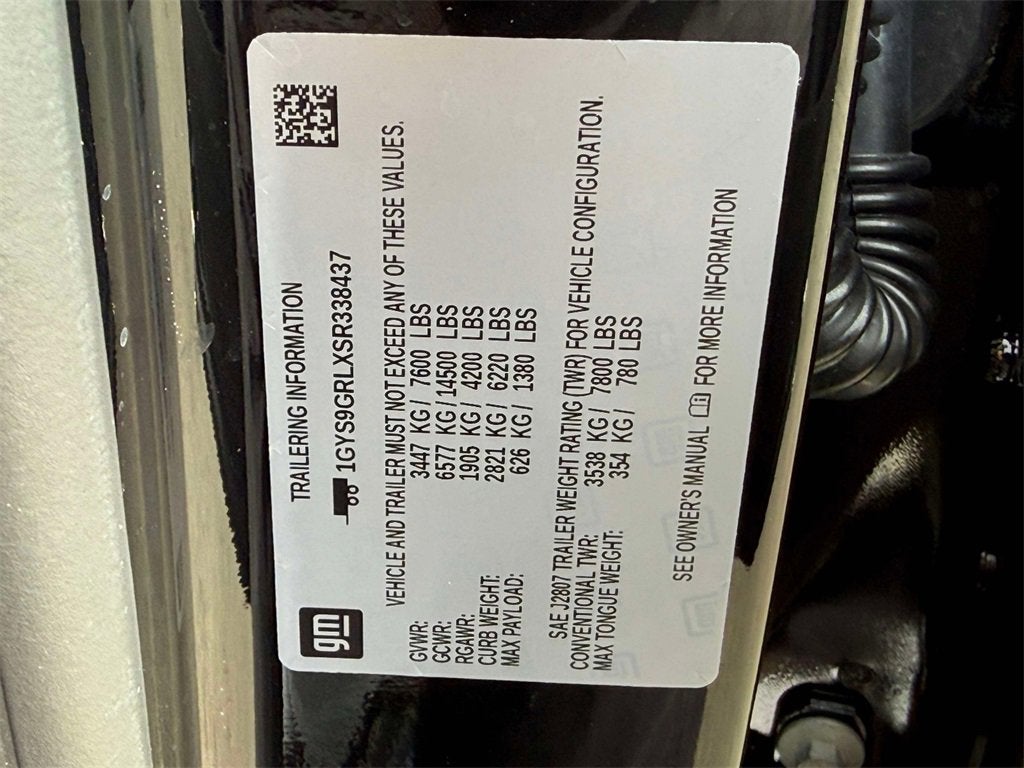 gm
TRAILERING INFORMATION
1GYS9GRLXSR338437
VEHICLE AND TRAILER MUST NOT EXCEED ANY OF THESE VALUES.
GVWR: 3447 KG / 7600 LBS
GCWR: 6577 KG / 14500 LBS
RGAWR: 1905 KG / 4200 LBS
CURB WEIGHT: 2821 KG / 6220 LBS
MAX PAYLOAD: 626 KG / 1380 LBS
SAE J2807 TRAILER WEIGHT RATING (TWR) FOR VEHICLE CONFIGURATION.
CONVENTIONAL TWR: 3538 KG / 7800 LBS
MAX TONGUE WEIGHT: 354 KG / 780 LBS
SEE OWNER'S MANUAL FOR MORE INFORMATION